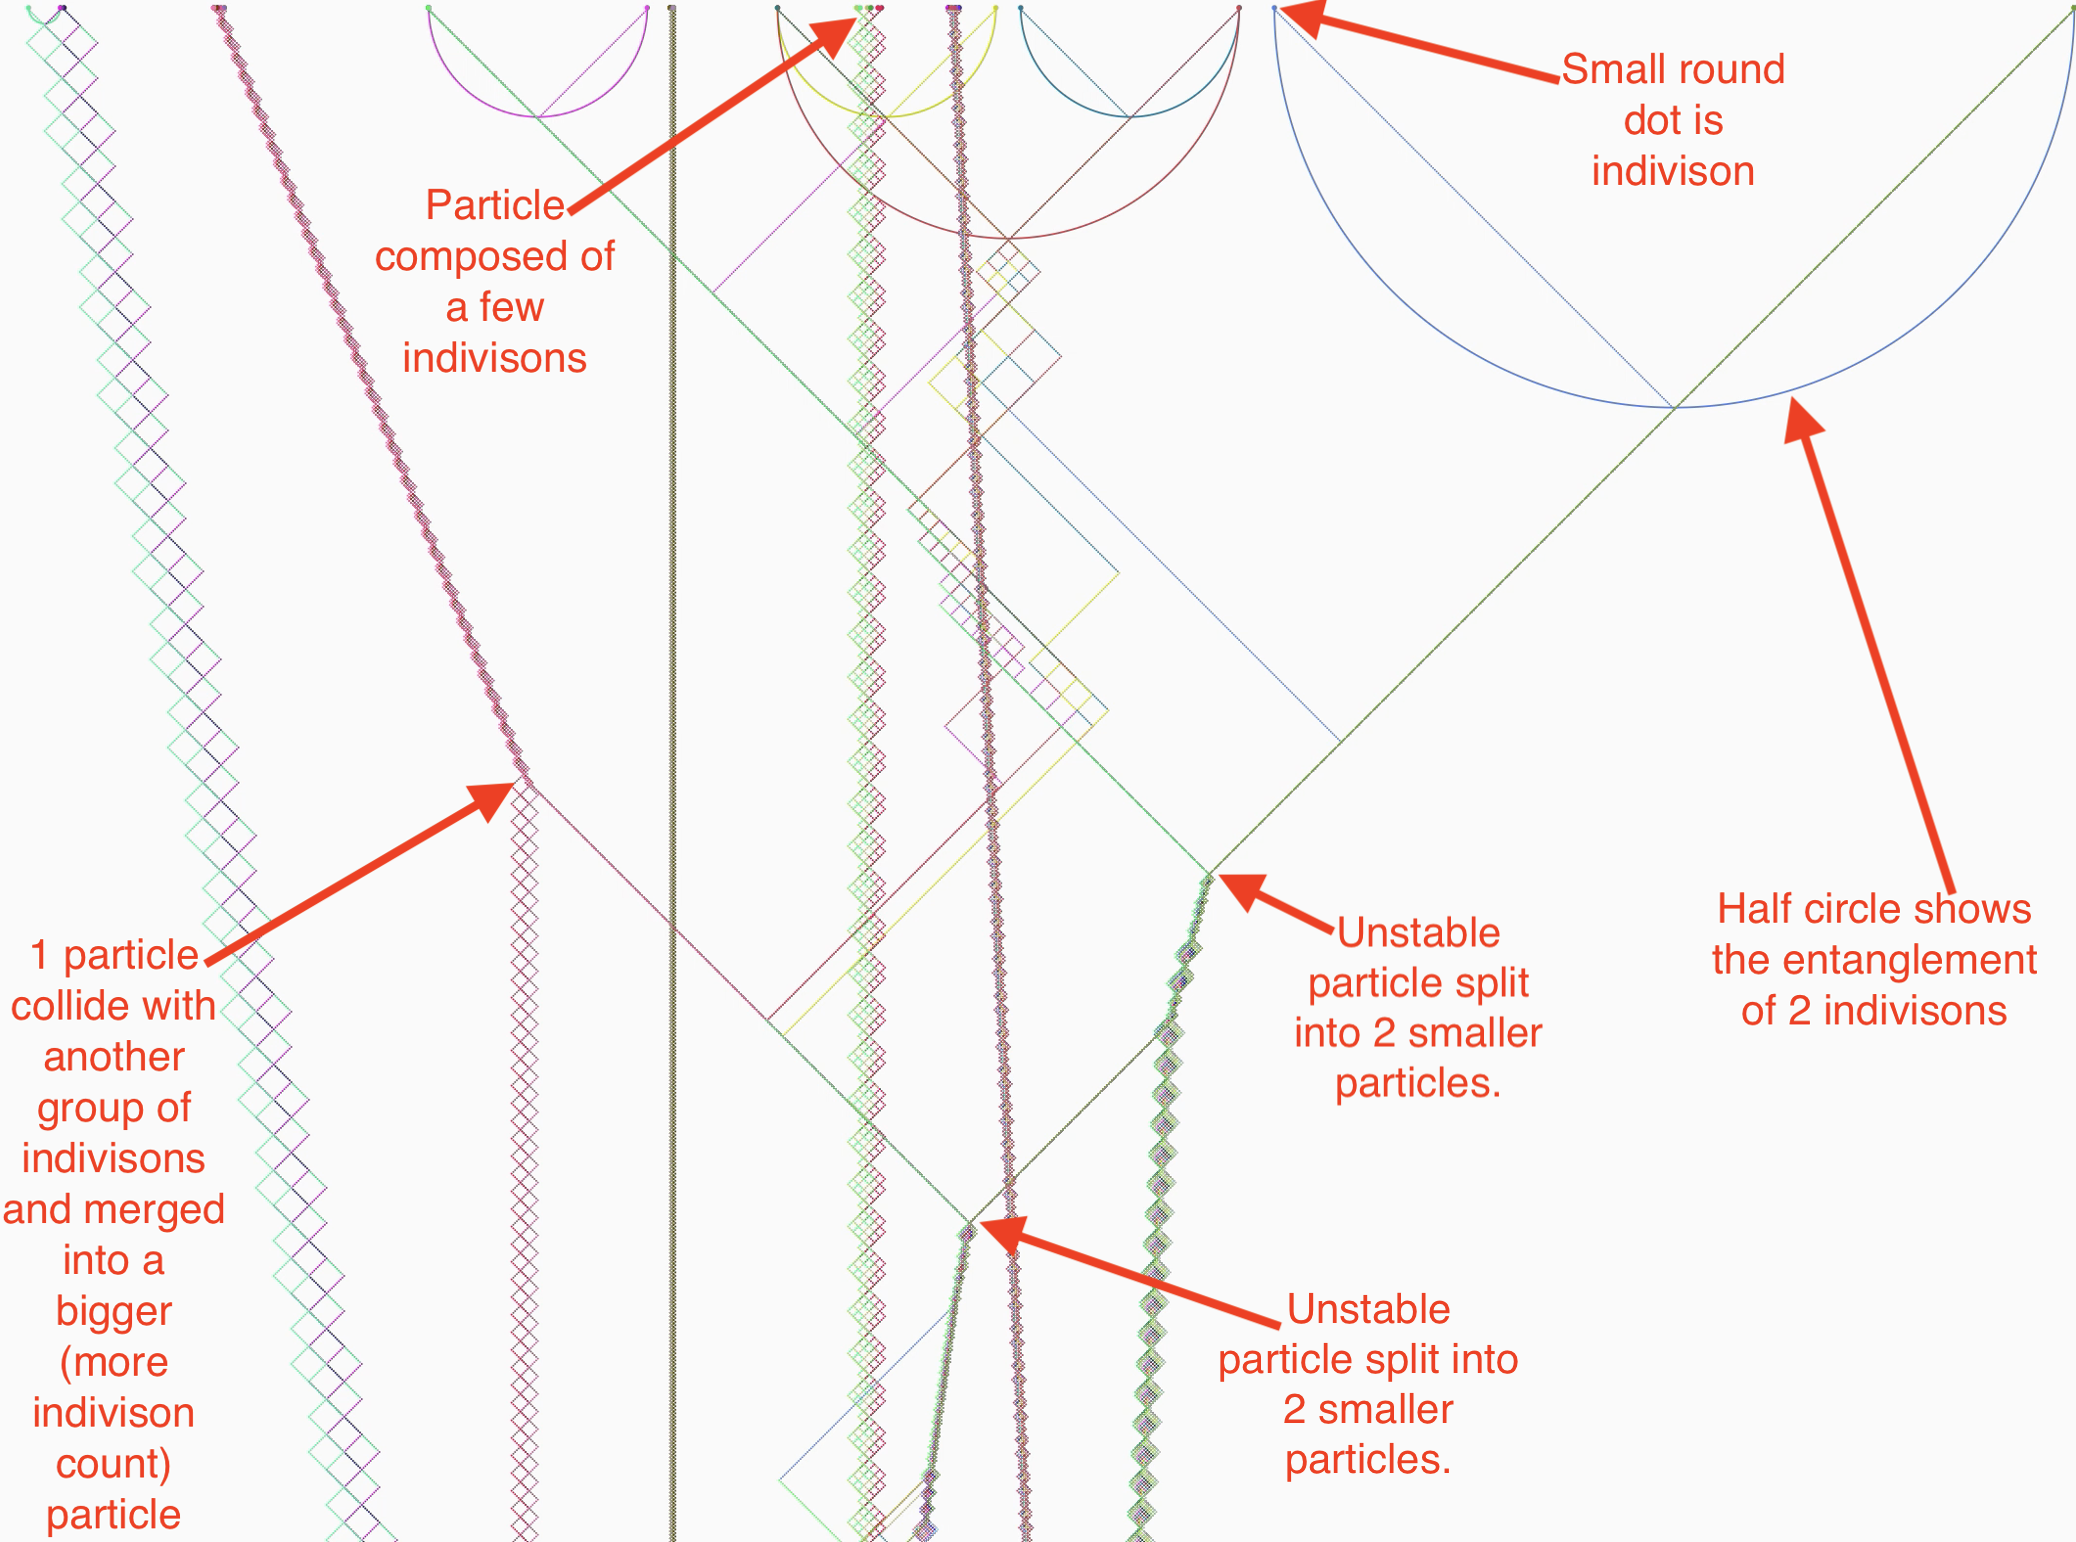 Small round
dot is
indivison
Particle
composed of
a few
indivisons
Half circle shows
the entanglement
of 2 indivisons
Unstable
particle split
into 2 smaller
particles.
1 particle
collide with
another
group of
indivisons
and merged
into a
bigger
(more
indivison
count)
particle
Unstable
particle split into
2 smaller
particles.